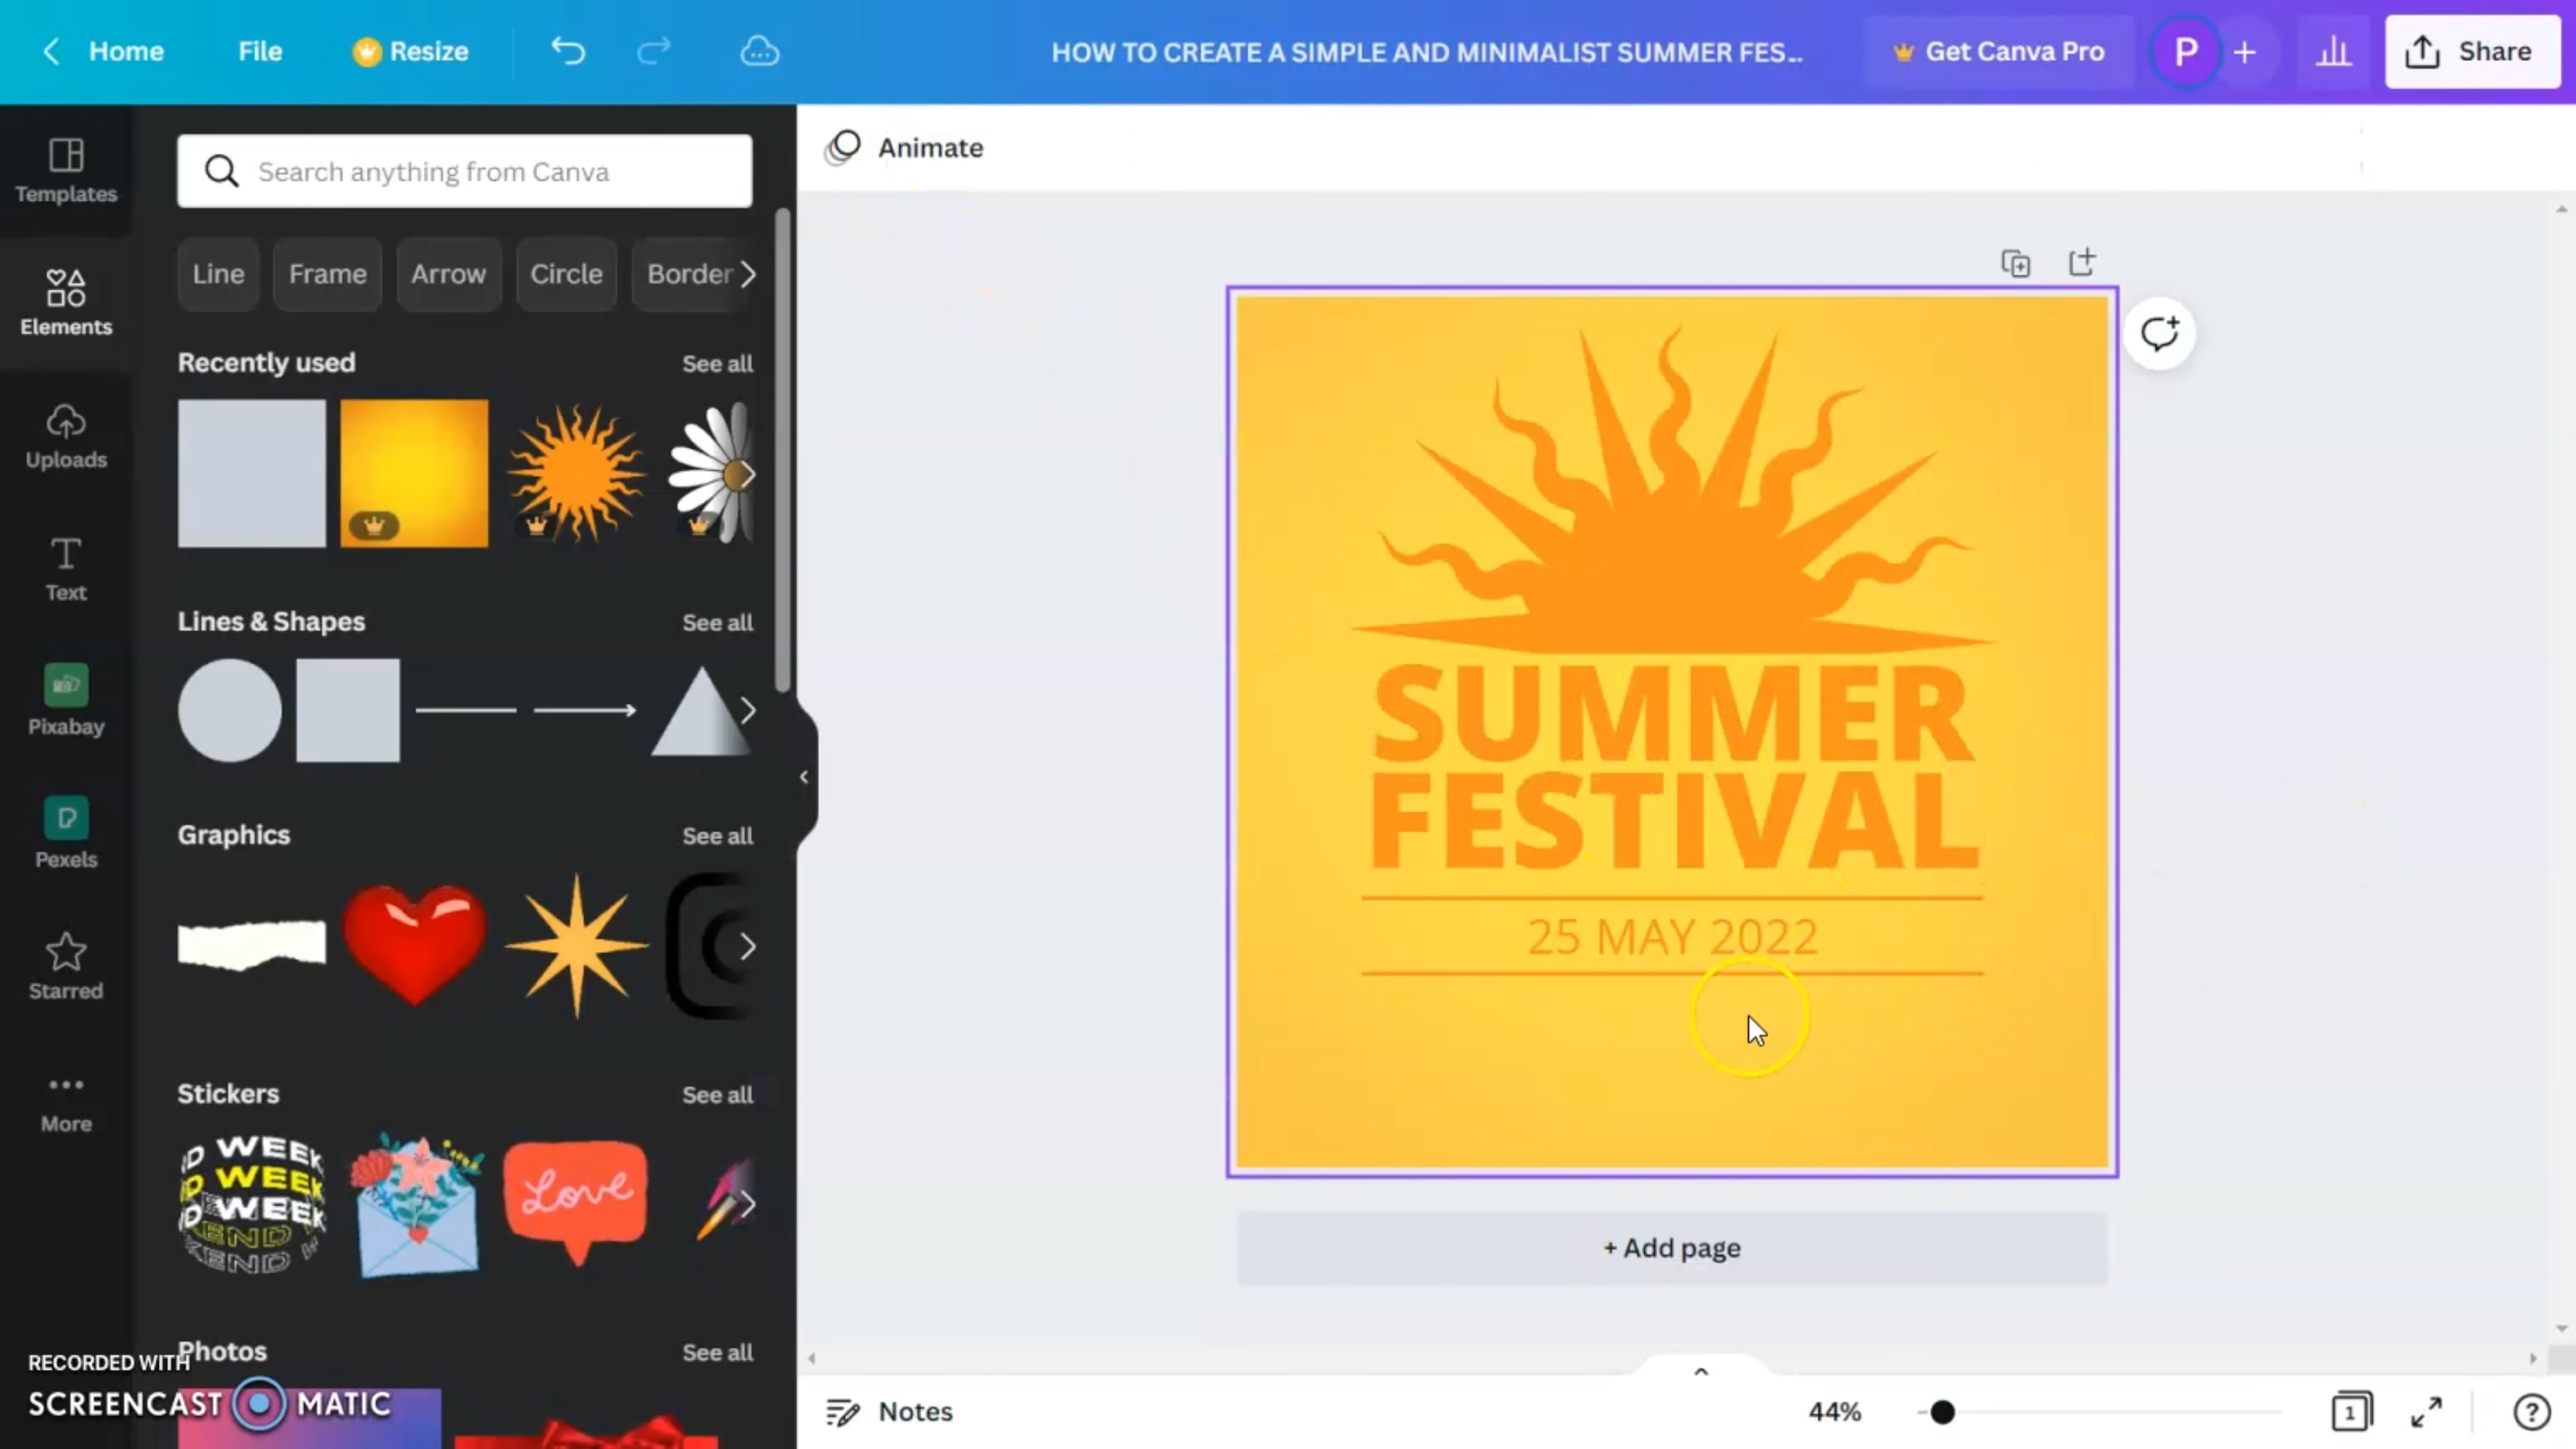 Home File Resize HOW TO CREATE A SIMPLE AND MINIMALIST SUMMER FES... Get Canva Pro P + Share
Templates
Elements
Uploads
Text
Pixabay
Pexels
Starred
More
Search anything from Canva
Line Frame Arrow Circle Border
Recently used See all
Lines & Shapes See all
Graphics See all
Stickers See all
D WEEK
D WEEK
D WEEK
END
KEND
Love
Photos See all
RECORDED WITH
SCREENCAST MATIC
Animate
SUMMER
FESTIVAL
25 MAY 2022
+ Add page
Notes 44% 1 ?